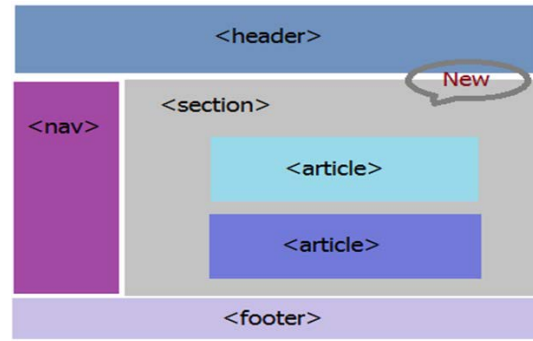 <header>
New
<nav>
<section>
<article>
<article>
<footer>